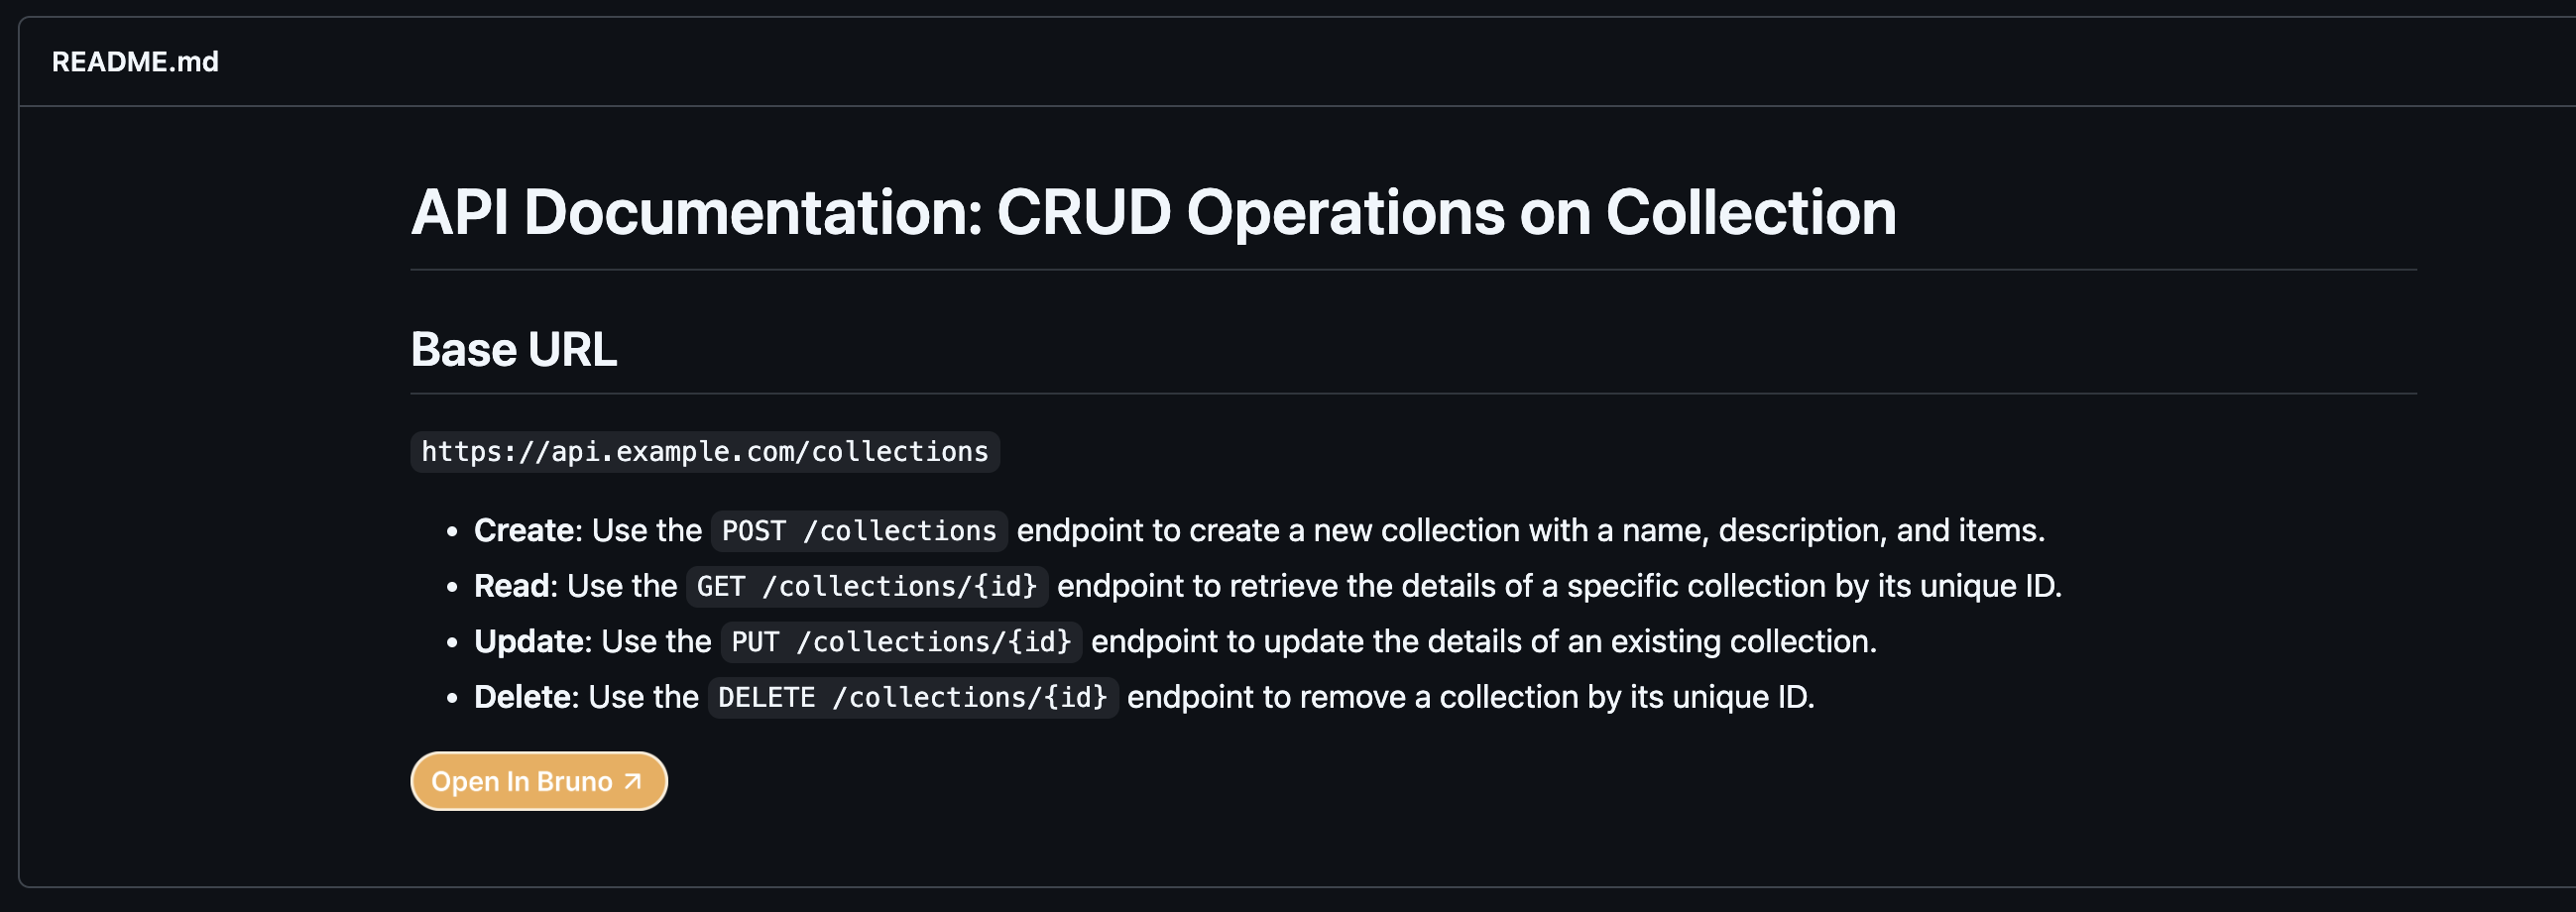 README.md
API Documentation: CRUD Operations on Collection
Base URL
https://api.example.com/collections
• Create: Use the POST /collections endpoint to create a new collection with a name, description, and items.
• Read: Use the GET /collections/{id} endpoint to retrieve the details of a specific collection by its unique ID.
• Update: Use the PUT /collections/{id} endpoint to update the details of an existing collection.
• Delete: Use the DELETE /collections/{id} endpoint to remove a collection by its unique ID.
Open In Bruno ↗